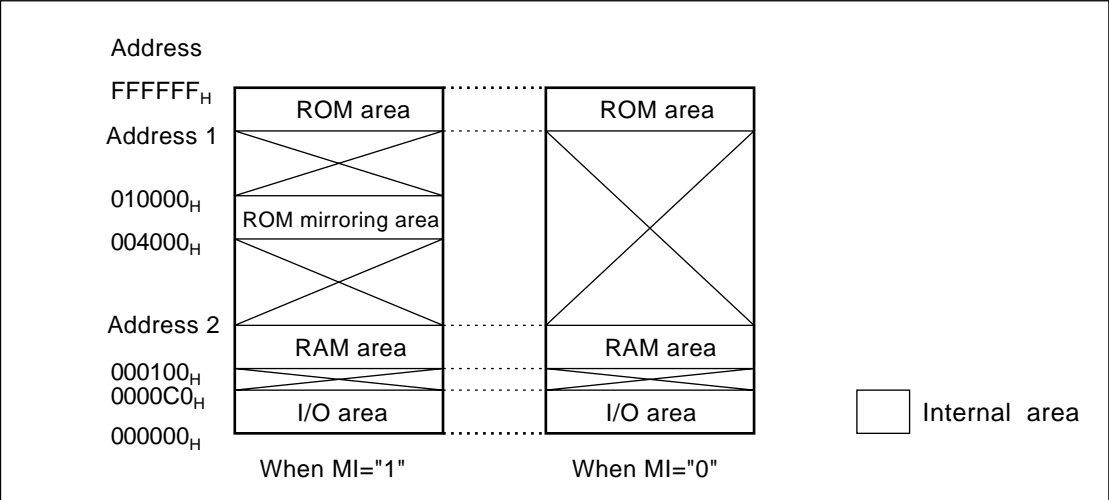 Address
FFFFFFH
ROM area
ROM area
Address 1
010000H
ROM mirroring area
004000H
Address 2
RAM area
RAM area
000100H
0000C0H
I/O area
I/O area
Internal area
000000H
When MI="1"
When MI="0"